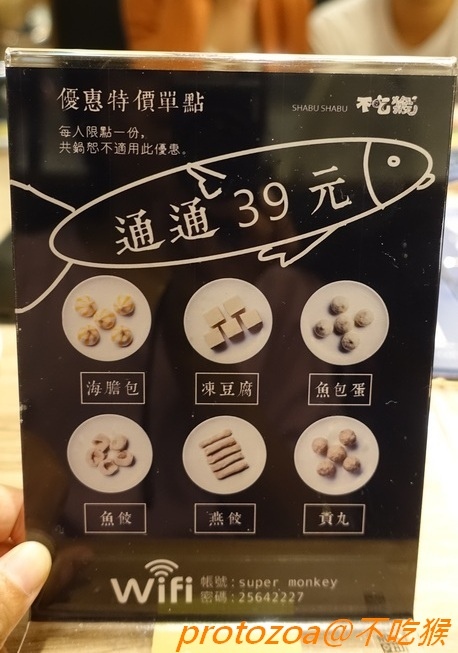 優惠特價單點
SHABU SHABU 不吃猴
每人限點一份,
共鍋恕不適用此優惠。
通通 39 元
海膽包 凍豆腐 魚包蛋
魚餃 燕餃 貢丸
WiFi 帳號:super monkey
密碼:25642227
protozoa@不吃猴